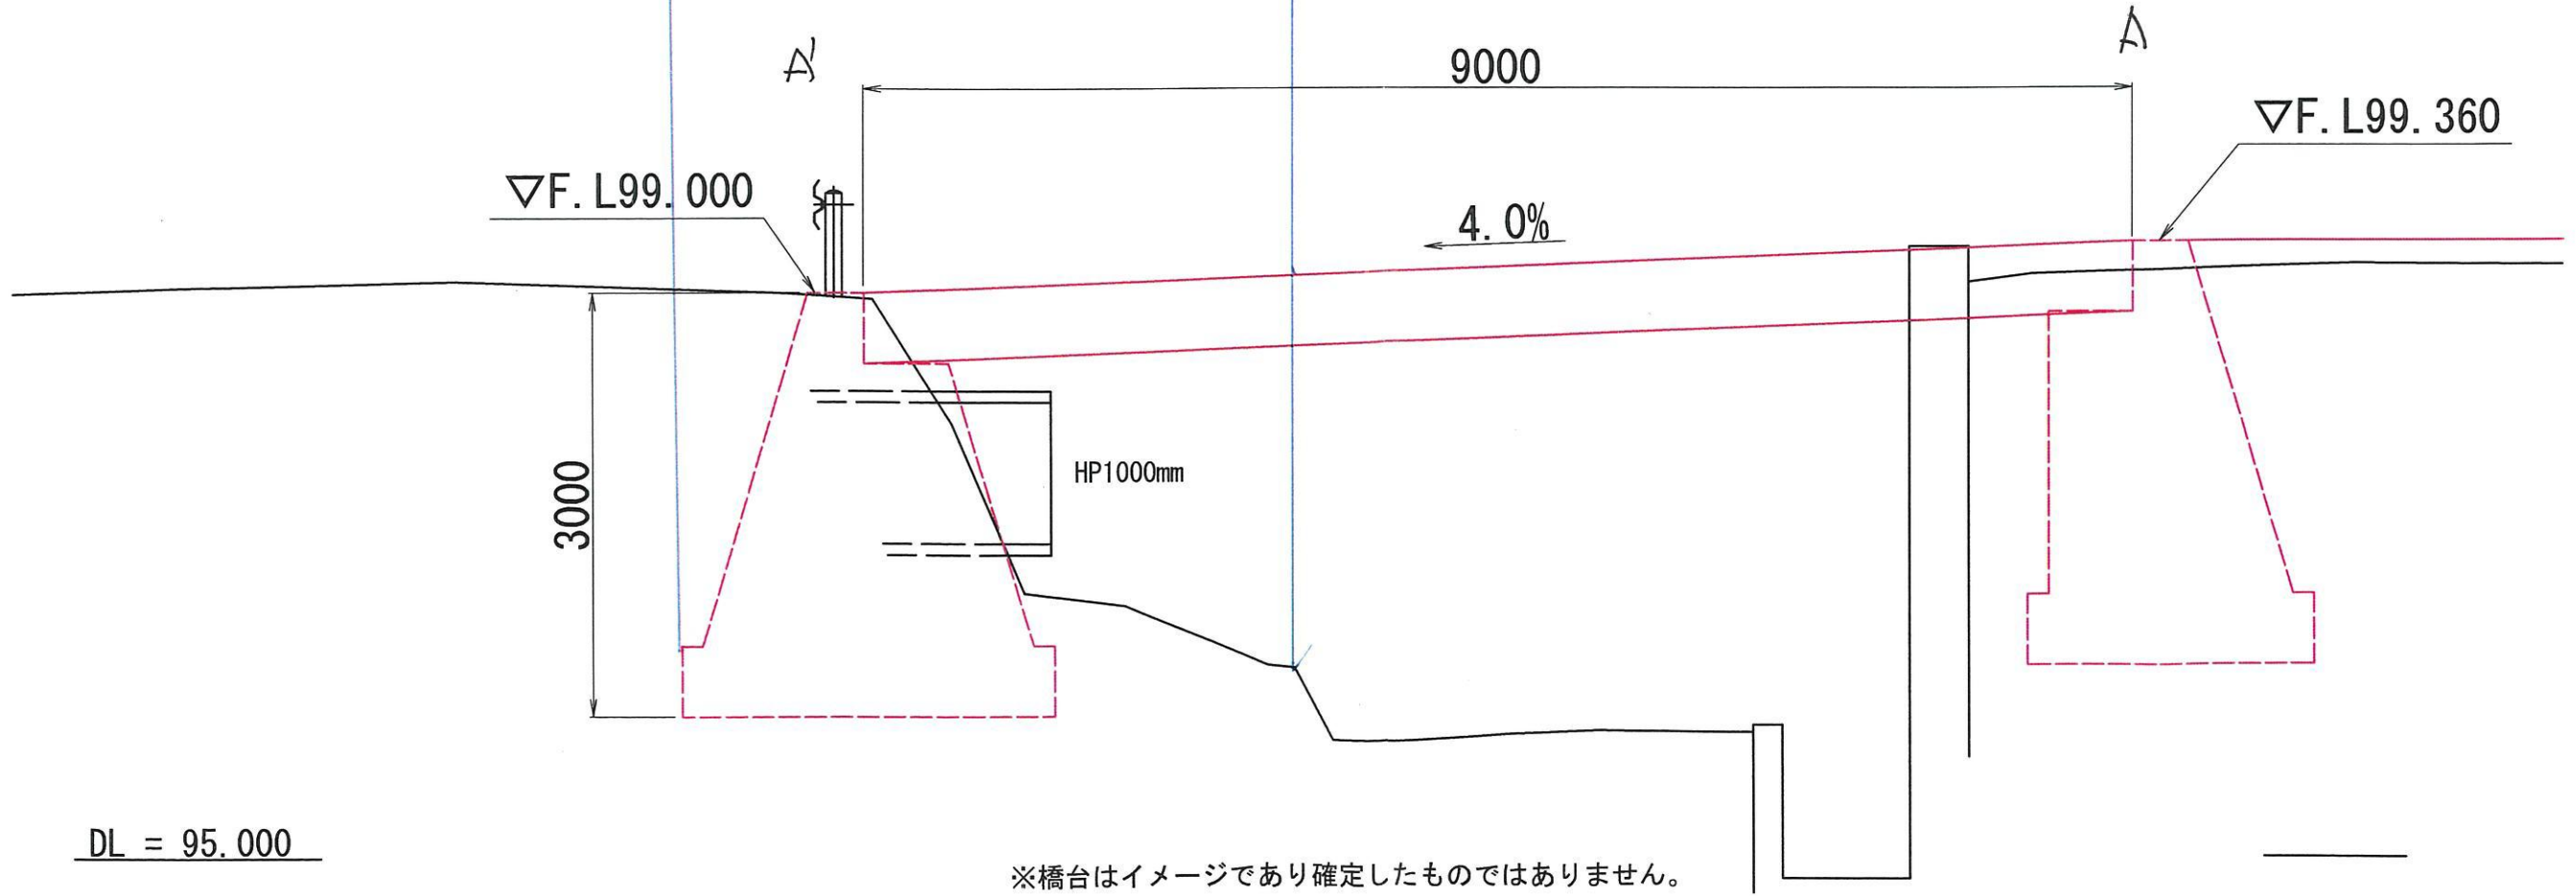 A'
A
9000
▽F.L99.360
▽F.L99.000
4.0%
3000
HP1000mm
DL = 95.000
※橋台はイメージであり確定したものではありません。